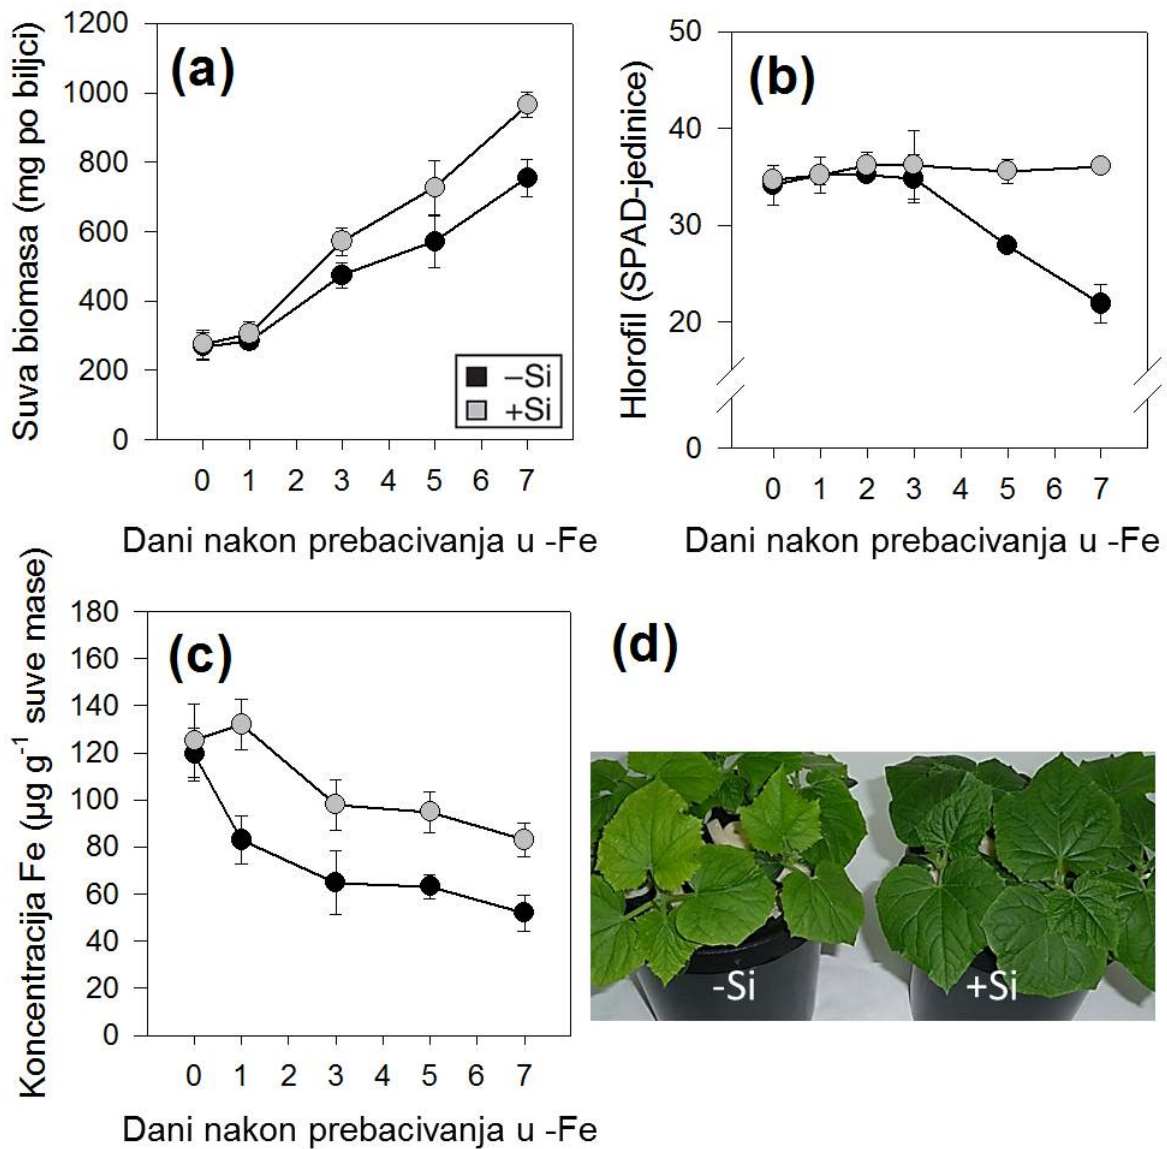 (a)
Suva biomasa (mg po biljci)
1200
1000
800
600
400
200
0
–Si
+Si
0 1 2 3 4 5 6 7
Dani nakon prebacivanja u -Fe
(b)
Hlorofil (SPAD-jedinice)
50
40
30
20
0
0 1 2 3 4 5 6 7
Dani nakon prebacivanja u -Fe
(c)
Koncentracija Fe (µg g⁻¹ suve mase)
180
160
140
120
100
80
60
40
20
0
0 1 2 3 4 5 6 7
Dani nakon prebacivanja u -Fe
(d)
-Si +Si